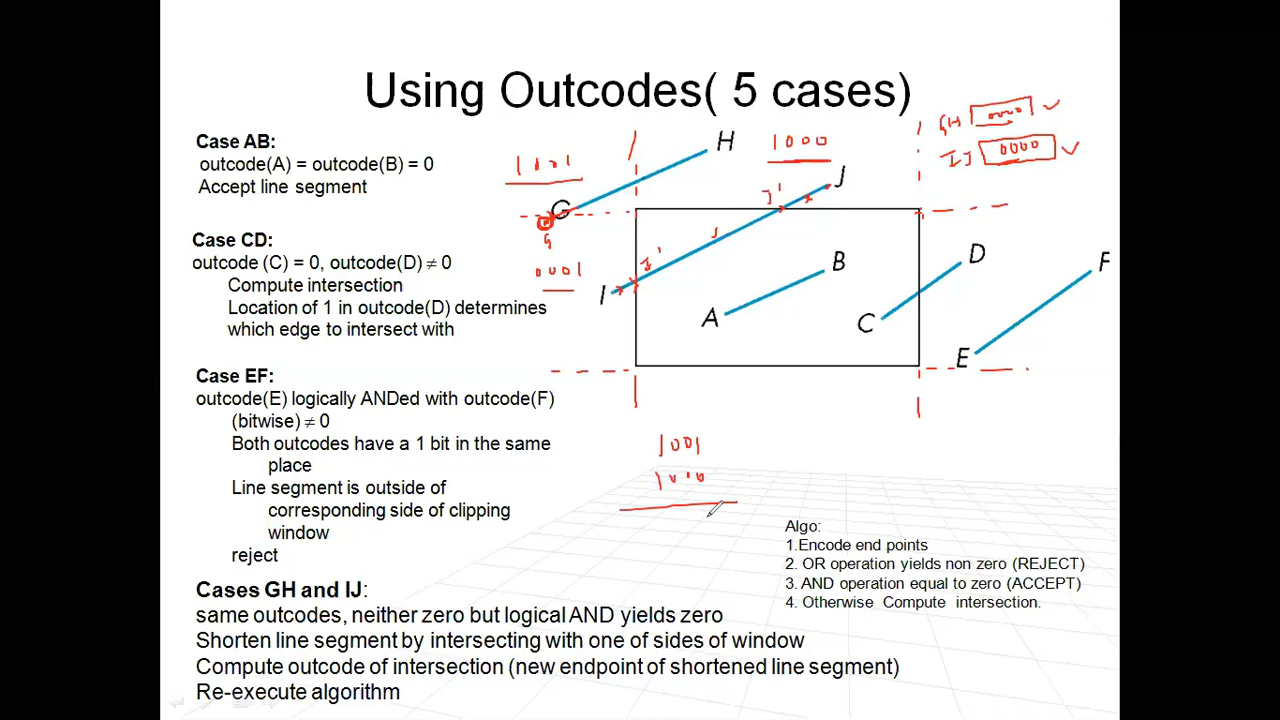 Using Outcodes( 5 cases)
Case AB:
outcode(A) = outcode(B) = 0
Accept line segment
Case CD:
outcode (C) = 0, outcode(D) ≠ 0
Compute intersection
Location of 1 in outcode(D) determines
which edge to intersect with
Case EF:
outcode(E) logically ANDed with outcode(F)
(bitwise) ≠ 0
Both outcodes have a 1 bit in the same
place
Line segment is outside of
corresponding side of clipping
window
reject
Cases GH and IJ:
same outcodes, neither zero but logical AND yields zero
Shorten line segment by intersecting with one of sides of window
Compute outcode of intersection (new endpoint of shortened line segment)
Re-execute algorithm
GH 0000
IJ 0000
1001
1000
H
J
J'
G
G
0001
I'
I
B
A
D
C
F
E
1001
1000
Algo:
1.Encode end points
2. OR operation yields non zero (REJECT)
3. AND operation equal to zero (ACCEPT)
4. Otherwise Compute intersection.